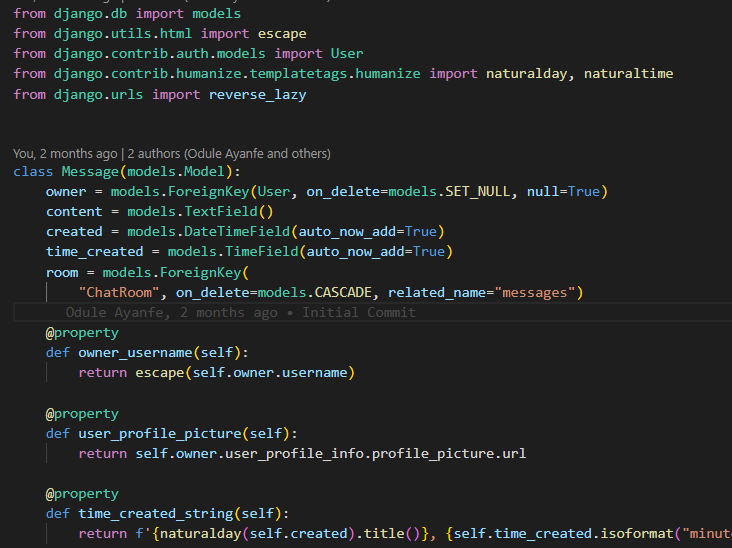 from django.db import models
from django.utils.html import escape
from django.contrib.auth.models import User
from django.contrib.humanize.templatetags.humanize import naturalday, naturaltime
from django.urls import reverse_lazy
You, 2 months ago | 2 authors (Odule Ayanfe and others)
class Message(models.Model):
    owner = models.ForeignKey(User, on_delete=models.SET_NULL, null=True)
    content = models.TextField()
    created = models.DateTimeField(auto_now_add=True)
    time_created = models.TimeField(auto_now_add=True)
    room = models.ForeignKey(
        "ChatRoom", on_delete=models.CASCADE, related_name="messages")
Odule Ayanfe, 2 months ago • Initial Commit
    @property
    def owner_username(self):
        return escape(self.owner.username)
    @property
    def user_profile_picture(self):
        return self.owner.user_profile_info.profile_picture.url
    @property
    def time_created_string(self):
        return f'{naturalday(self.created).title()}, {self.time_created.isoformat("minut